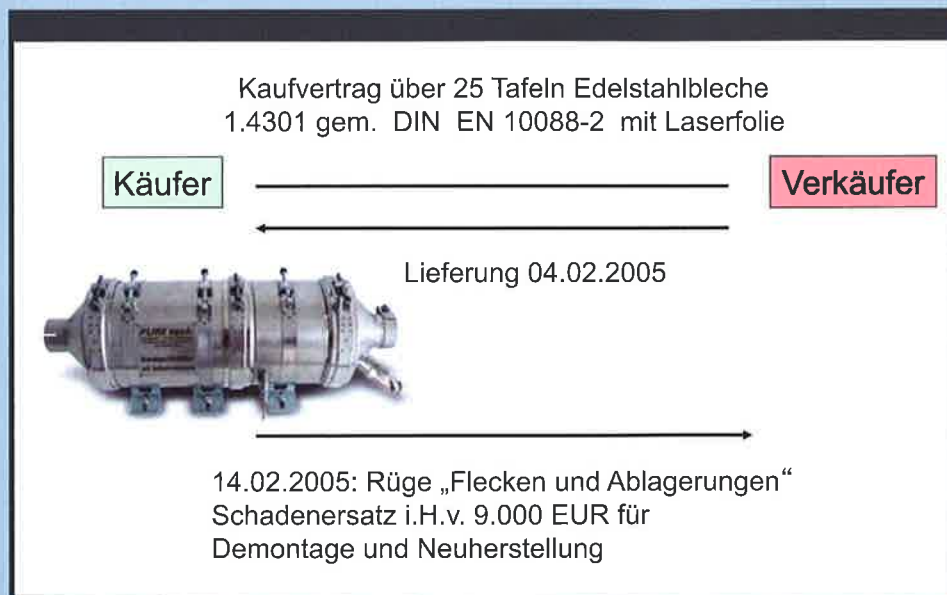 Kaufvertrag über 25 Tafeln Edelstahlbleche
1.4301 gem. DIN EN 10088-2 mit Laserfolie
Käufer
Verkäufer
Lieferung 04.02.2005
14.02.2005: Rüge „Flecken und Ablagerungen“
Schadenersatz i.H.v. 9.000 EUR für
Demontage und Neuherstellung